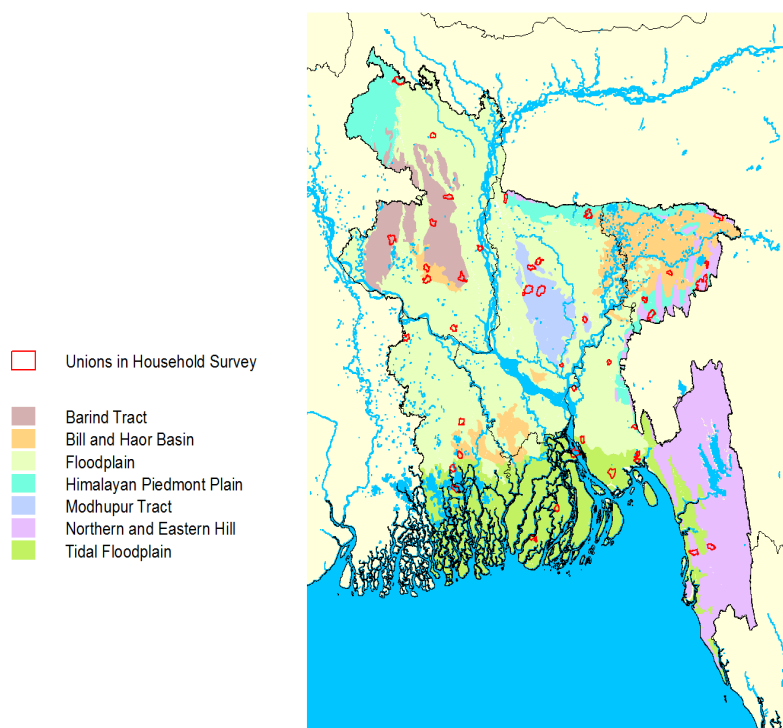 Unions in Household Survey
Barind Tract
Bill and Haor Basin
Floodplain
Himalayan Piedmont Plain
Modhupur Tract
Northern and Eastern Hill
Tidal Floodplain